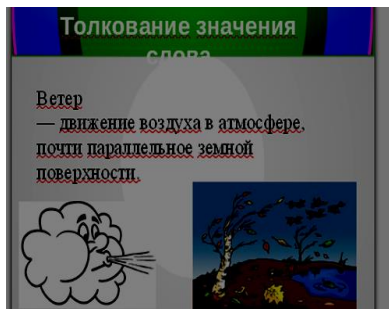 Толкование значения
слова
Ветер
— движение воздуха в атмосфере,
почти параллельное земной
поверхности.